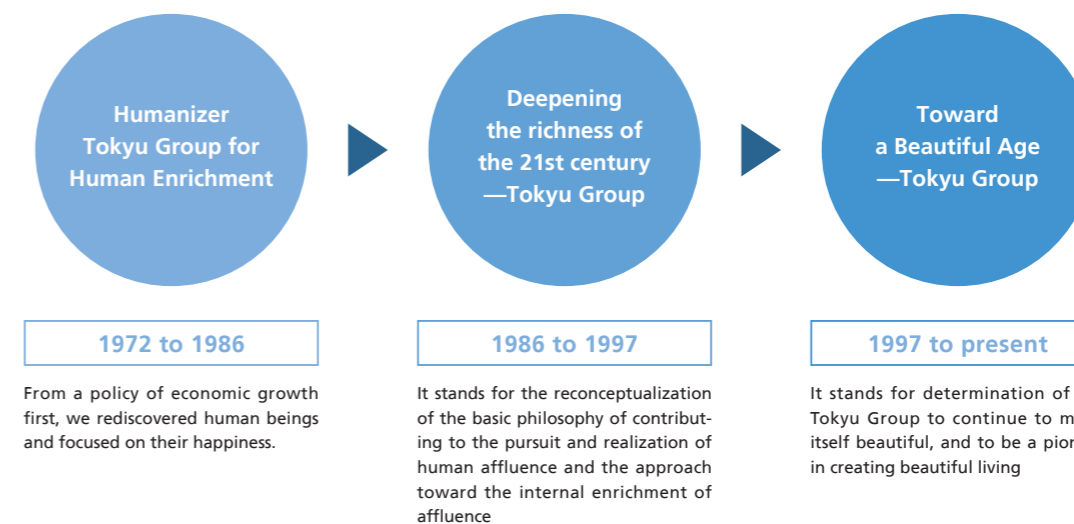 Humanizer
Tokyu Group for
Human Enrichment
Deepening
the richness of
the 21st century
—Tokyu Group
Toward
a Beautiful Age
—Tokyu Group
1972 to 1986
1986 to 1997
1997 to present
From a policy of economic growth
first, we rediscovered human beings
and focused on their happiness.
It stands for the reconceptualization
of the basic philosophy of contribut-
ing to the pursuit and realization of
human affluence and the approach
toward the internal enrichment of
affluence
It stands for determination of
Tokyu Group to continue to m
itself beautiful, and to be a pion
in creating beautiful living